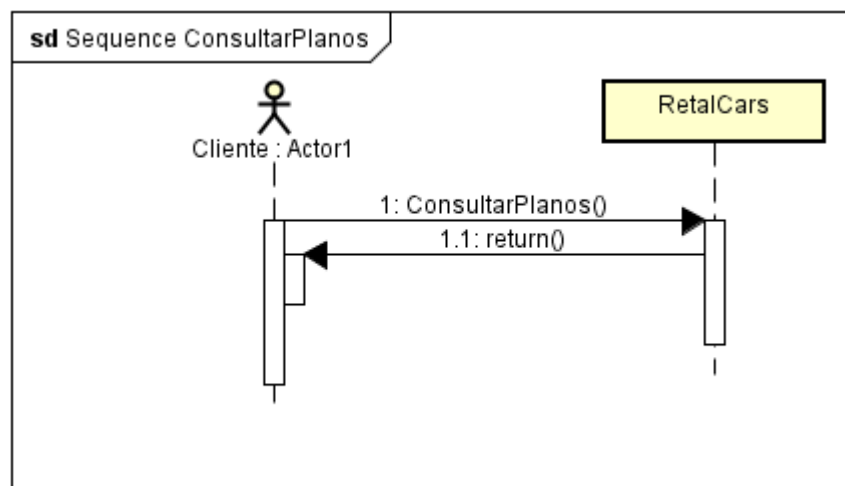 sd Sequence ConsultarPlanos
Cliente : Actor1
RetalCars
1: ConsultarPlanos()
1.1: return()